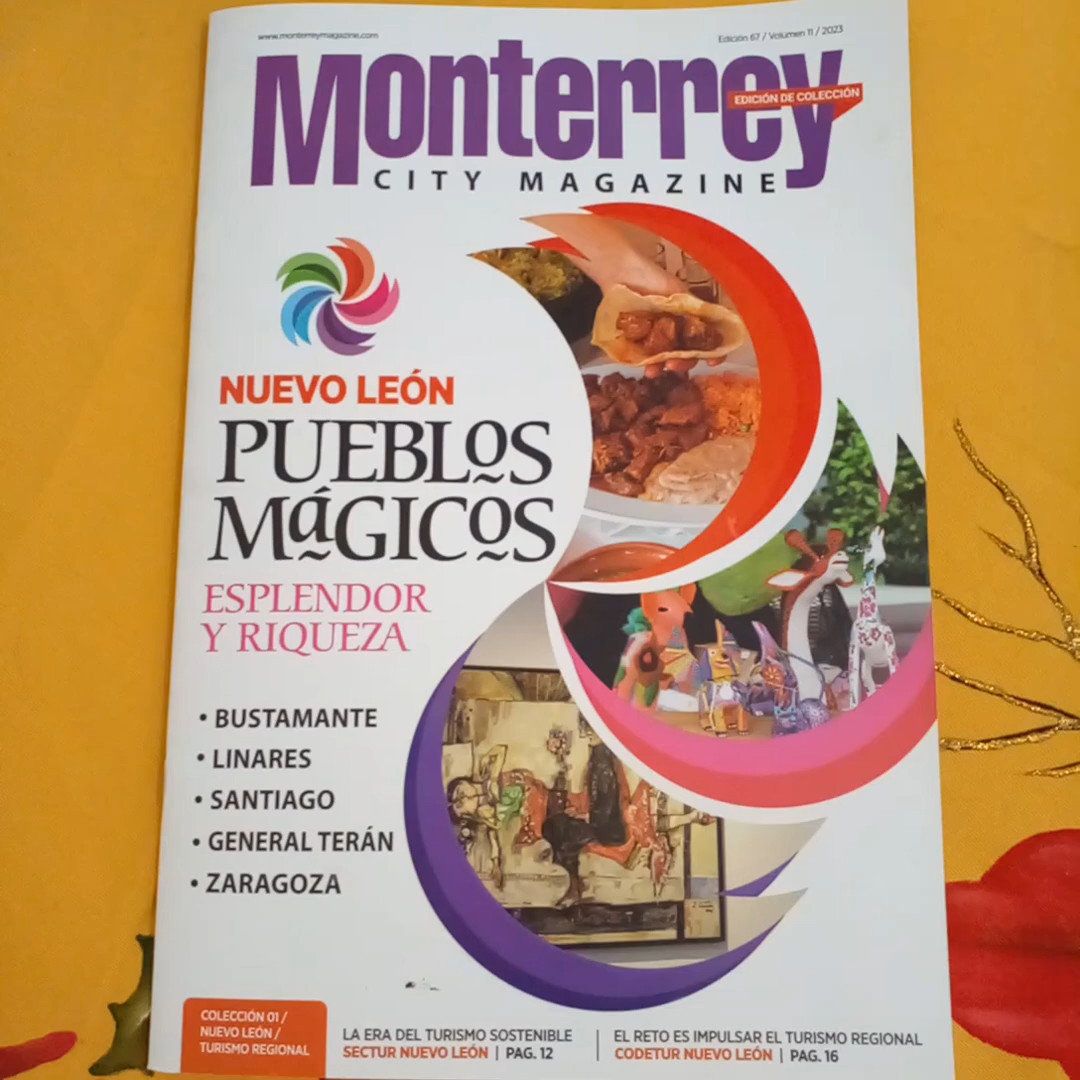 www.monterreymagazine.com
Edición 67 / Volumen 11 / 2023
Monterrey
EDICIÓN DE COLECCIÓN
CITY MAGAZINE
NUEVO LEÓN
PUEBLOS
MÁGICOS
ESPLENDOR
Y RIQUEZA
• BUSTAMANTE
• LINARES
• SANTIAGO
• GENERAL TERÁN
• ZARAGOZA
COLECCIÓN 01 /
NUEVO LEÓN /
TURISMO REGIONAL
LA ERA DEL TURISMO SOSTENIBLE
SECTUR NUEVO LEÓN | PAG. 12
EL RETO ES IMPULSAR EL TURISMO REGIONAL
CODETUR NUEVO LEÓN | PAG. 16